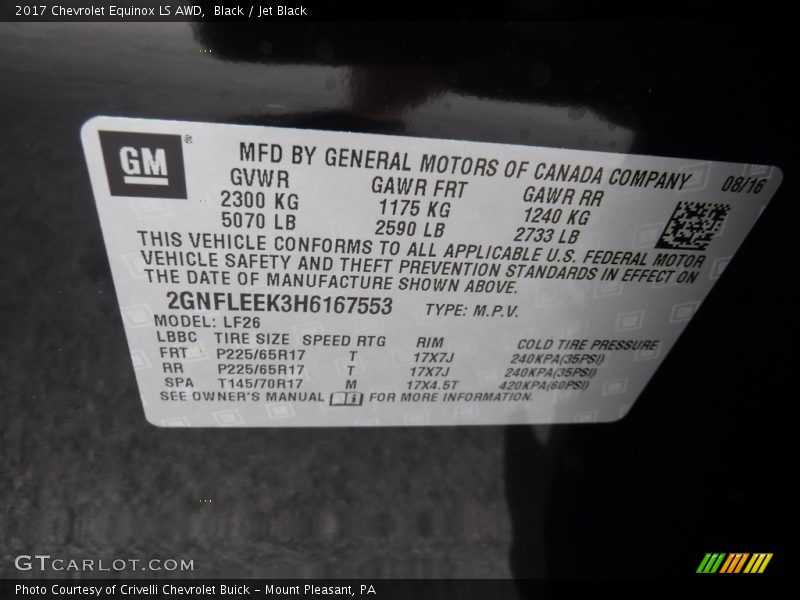 2017 Chevrolet Equinox LS AWD,  Black / Jet Black
GM ®
MFD BY GENERAL MOTORS OF CANADA COMPANY 08/16
GVWR GAWR FRT GAWR RR
2300 KG 1175 KG 1240 KG
5070 LB 2590 LB 2733 LB
THIS VEHICLE CONFORMS TO ALL APPLICABLE U.S. FEDERAL MOTOR
VEHICLE SAFETY AND THEFT PREVENTION STANDARDS IN EFFECT ON
THE DATE OF MANUFACTURE SHOWN ABOVE.
2GNFLEEK3H6167553 TYPE: M.P.V.
MODEL: LF26
LBBC TIRE SIZE SPEED RTG RIM COLD TIRE PRESSURE
FRT P225/65R17 T 17X7J 240KPA(35PSI)
RR P225/65R17 T 17X7J 240KPA(35PSI)
SPA T145/70R17 M 17X4.5T 420KPA(60PSI)
SEE OWNER'S MANUAL FOR MORE INFORMATION.
GTCARLOT.COM
Photo Courtesy of Crivelli Chevrolet Buick - Mount Pleasant, PA